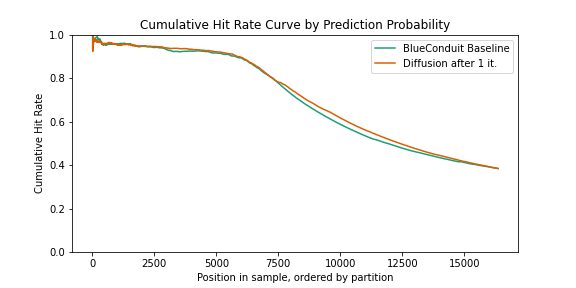 Cumulative Hit Rate Curve by Prediction Probability
BlueConduit Baseline
Diffusion after 1 it.
Cumulative Hit Rate
1.0
0.8
0.6
0.4
0.2
0.0
0 2500 5000 7500 10000 12500 15000
Position in sample, ordered by partition